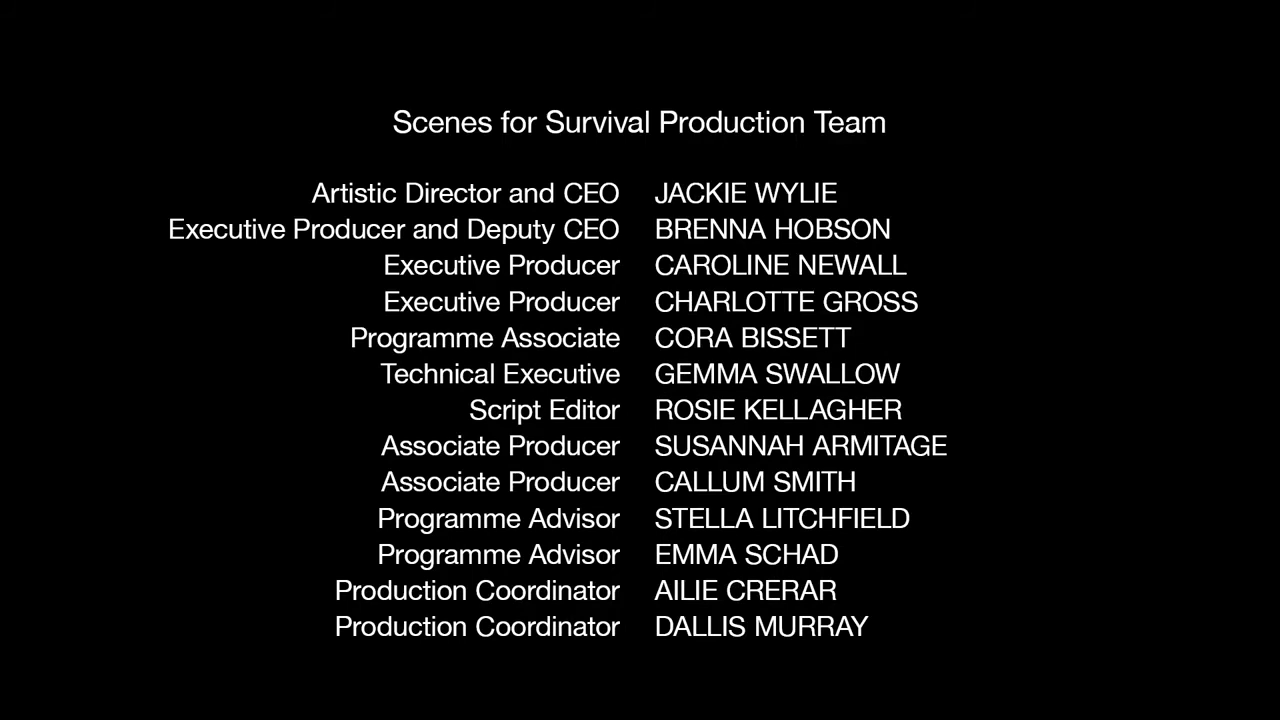 Scenes for Survival Production Team
Artistic Director and CEO JACKIE WYLIE
Executive Producer and Deputy CEO BRENNA HOBSON
Executive Producer CAROLINE NEWALL
Executive Producer CHARLOTTE GROSS
Programme Associate CORA BISSETT
Technical Executive GEMMA SWALLOW
Script Editor ROSIE KELLAGHER
Associate Producer SUSANNAH ARMITAGE
Associate Producer CALLUM SMITH
Programme Advisor STELLA LITCHFIELD
Programme Advisor EMMA SCHAD
Production Coordinator AILIE CRERAR
Production Coordinator DALLIS MURRAY